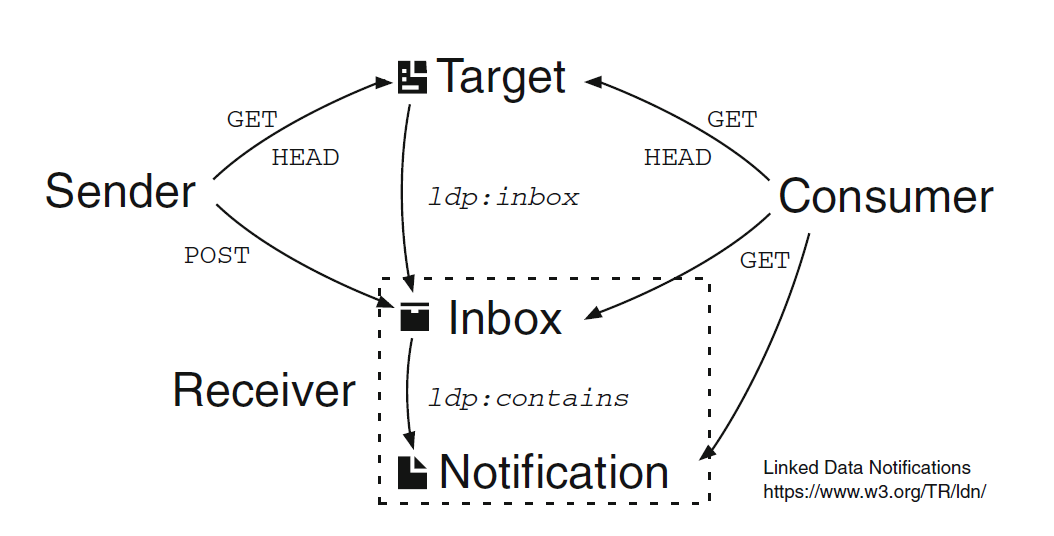 Target
GET
GET
HEAD
HEAD
Sender
ldp:inbox
Consumer
POST
GET
Inbox
Receiver
ldp:contains
Notification
Linked Data Notifications
https://www.w3.org/TR/ldn/